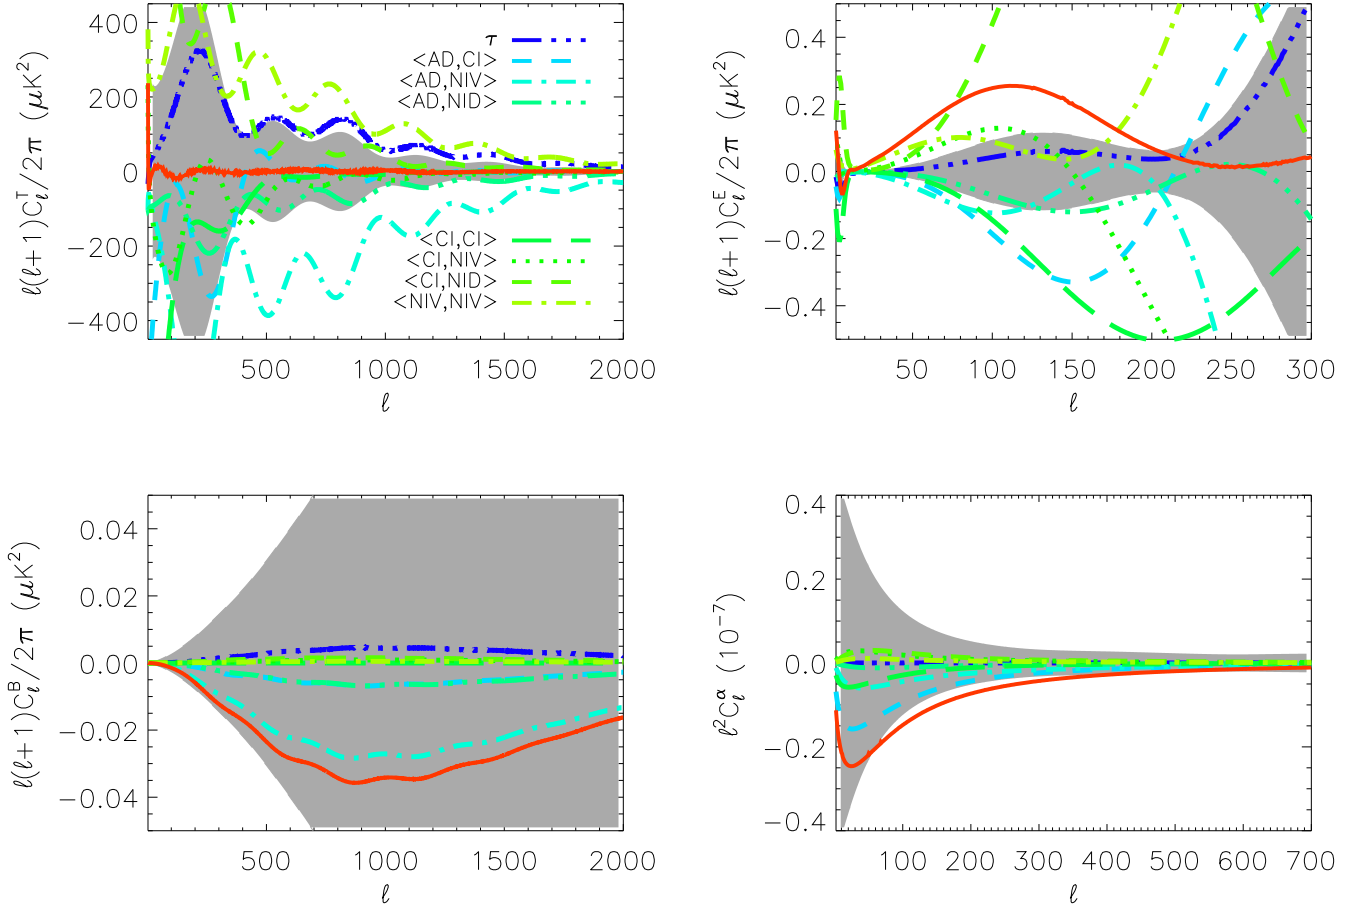 ℓ(ℓ+1)C_ℓ^T/2π (μK²)
400
200
0
−200
−400
τ
<AD,CI>
<AD,NIV>
<AD,NID>
<CI,CI>
<CI,NIV>
<CI,NID>
<NIV,NIV>
500 1000 1500 2000
ℓ
ℓ(ℓ+1)C_ℓ^E/2π (μK²)
0.4
0.2
0.0
−0.2
−0.4
50 100 150 200 250 300
ℓ
ℓ(ℓ+1)C_ℓ^B/2π (μK²)
0.04
0.02
0.00
−0.02
−0.04
500 1000 1500 2000
ℓ
ℓ²C_ℓ^α (10⁻⁷)
0.4
0.2
0.0
−0.2
−0.4
100 200 300 400 500 600 700
ℓ